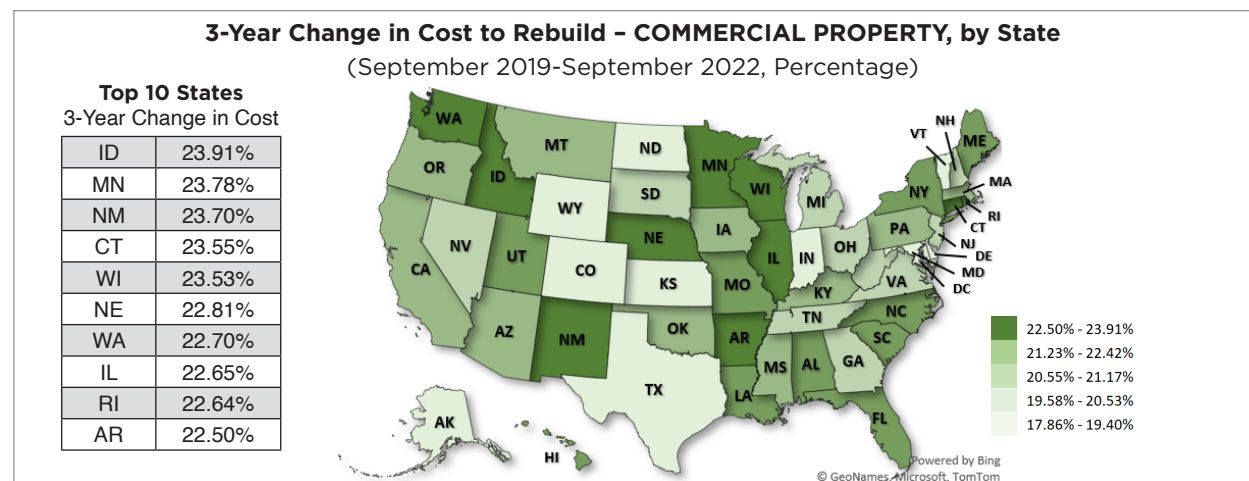 3-Year Change in Cost to Rebuild – COMMERCIAL PROPERTY, by State
(September 2019-September 2022, Percentage)
Top 10 States
3-Year Change in Cost
ID 23.91%
MN 23.78%
NM 23.70%
CT 23.55%
WI 23.53%
NE 22.81%
WA 22.70%
IL 22.65%
RI 22.64%
AR 22.50%
WA
MT
ND
MN
VT
NH
ME
OR
ID
SD
WI
MI
NY
MA
RI
CT
WY
NE
IA
PA
NJ
DE
MD
DC
NV
UT
CO
KS
MO
IL
IN
OH
VA
CA
KY
NC
AZ
NM
OK
AR
TN
SC
TX
LA
MS
AL
GA
FL
AK
HI
22.50% - 23.91%
21.23% - 22.42%
20.55% - 21.17%
19.58% - 20.53%
17.86% - 19.40%
Powered by Bing
© GeoNames, Microsoft, TomTom